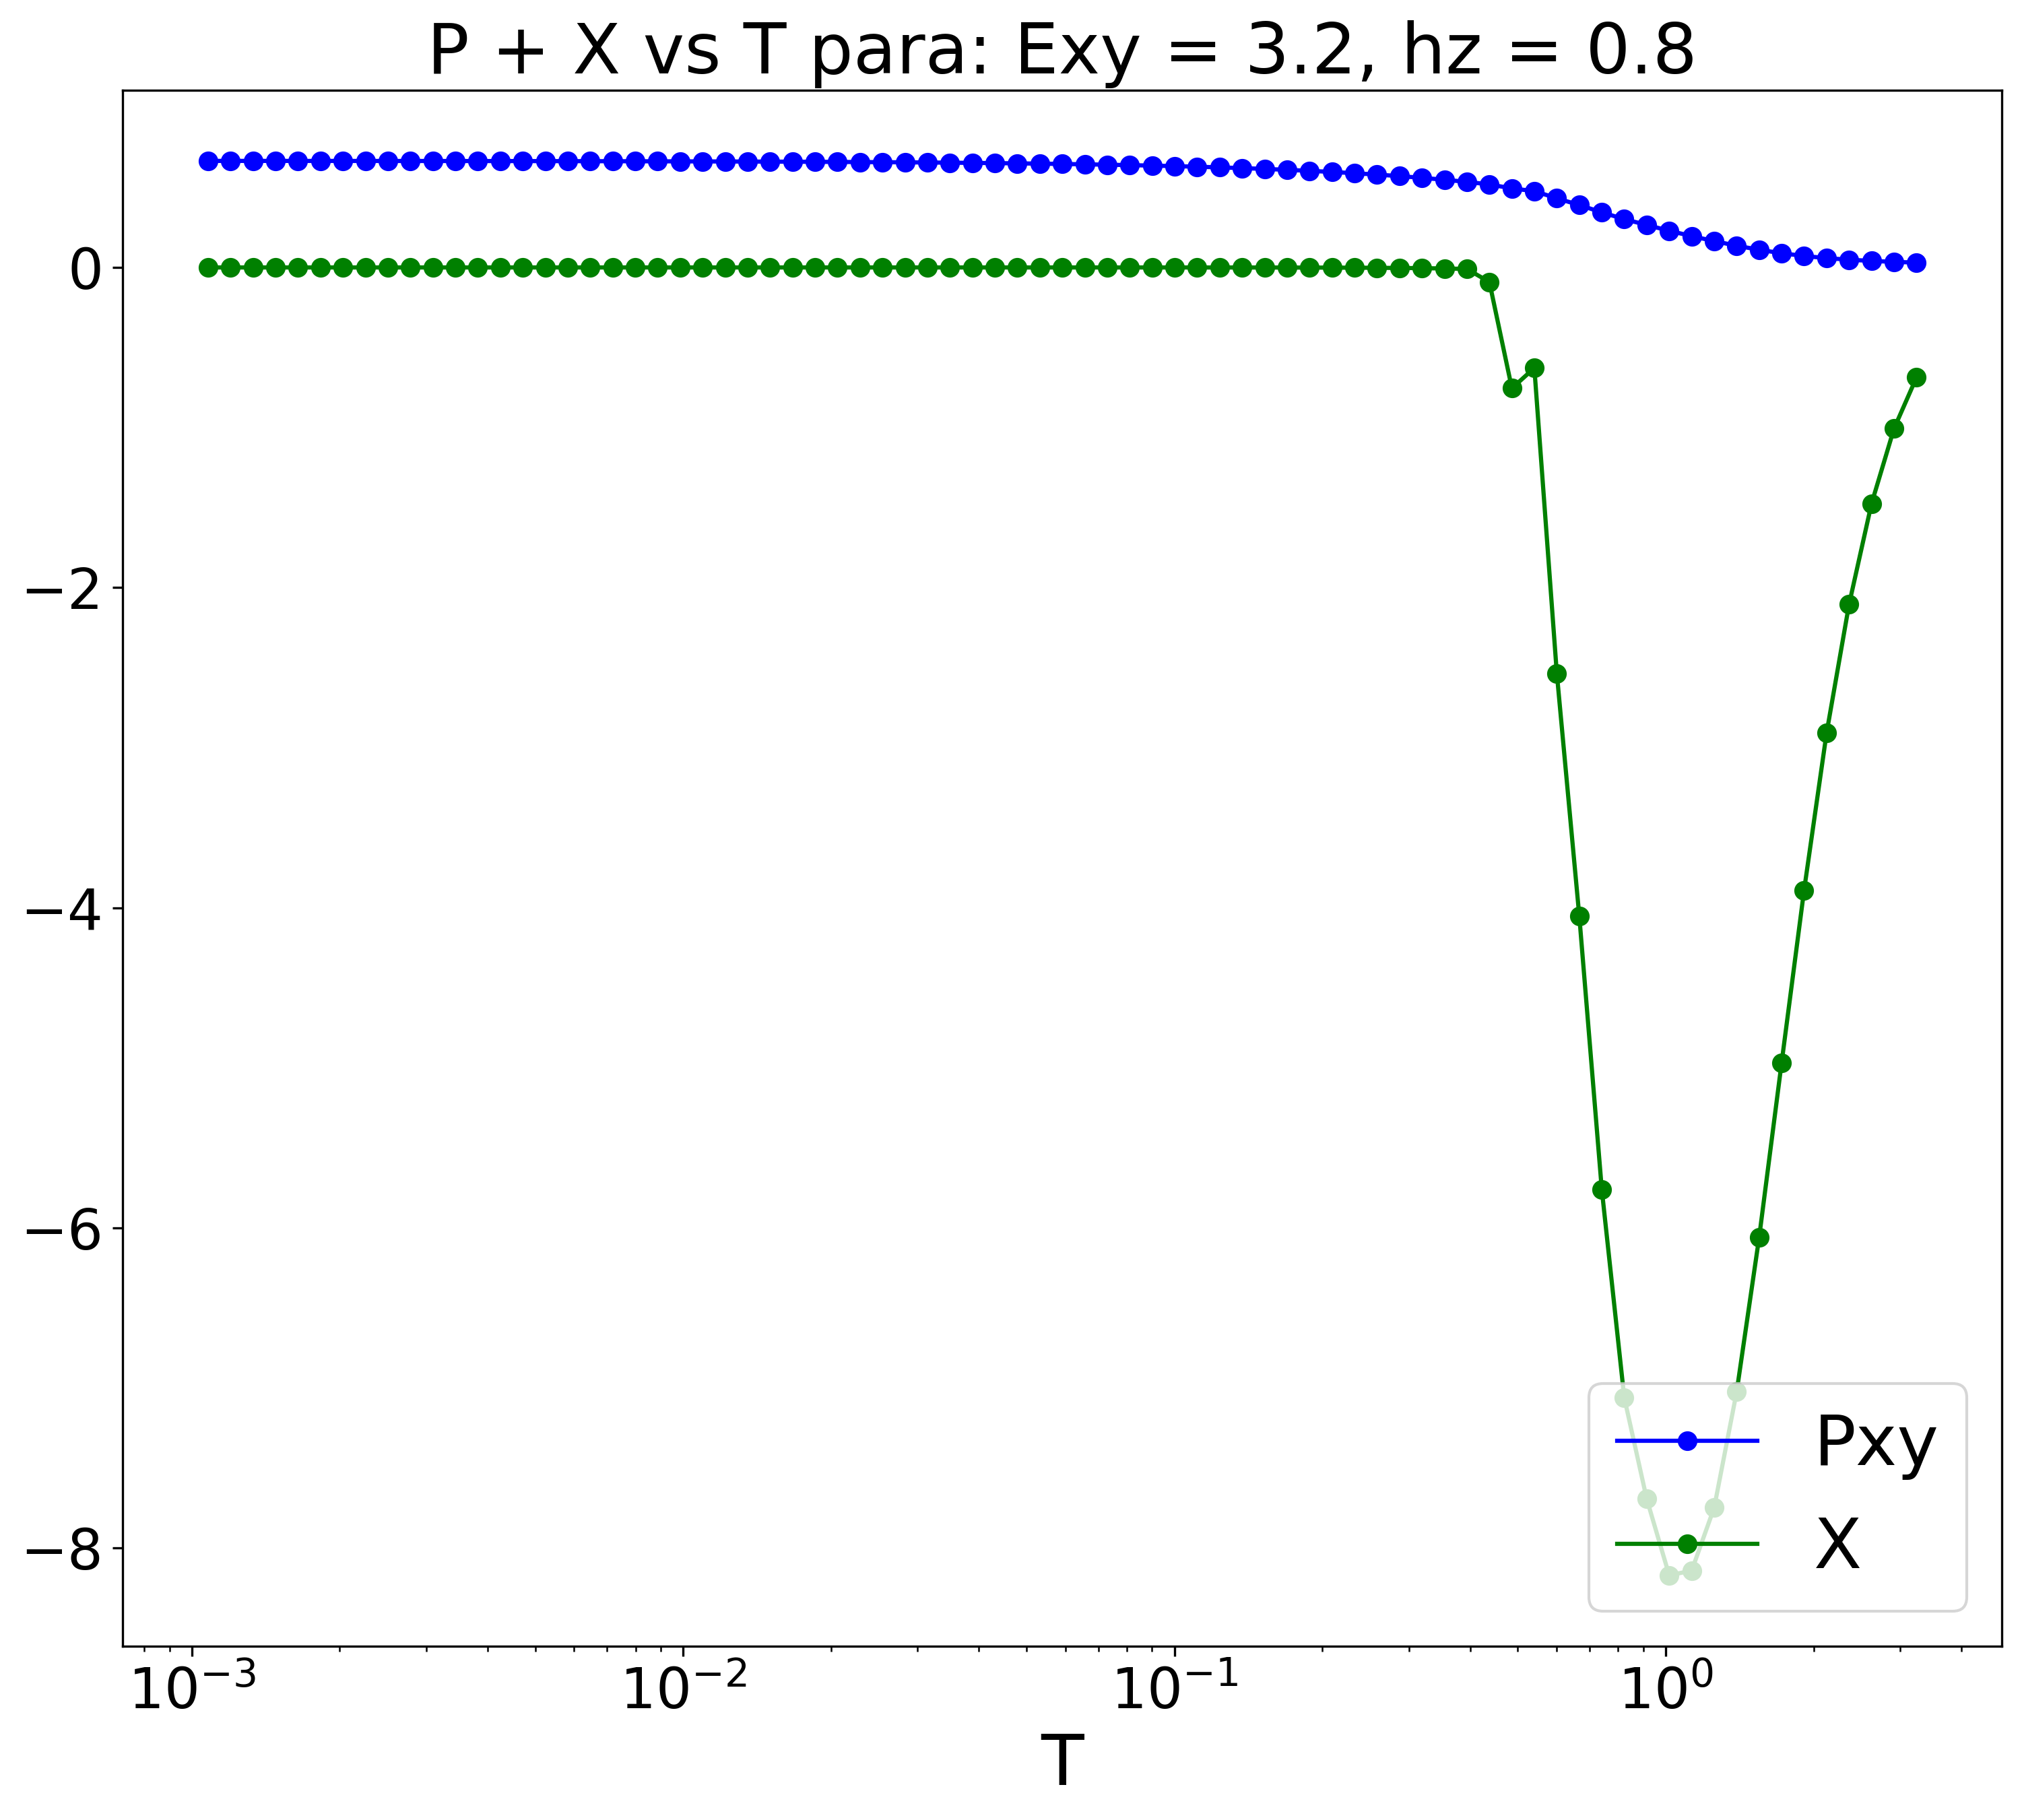 P + X vs T para: Exy = 3.2, hz = 0.8
0
−2
−4
−6
−8
Pxy
X
10⁻³ 10⁻² 10⁻¹ 10⁰
T